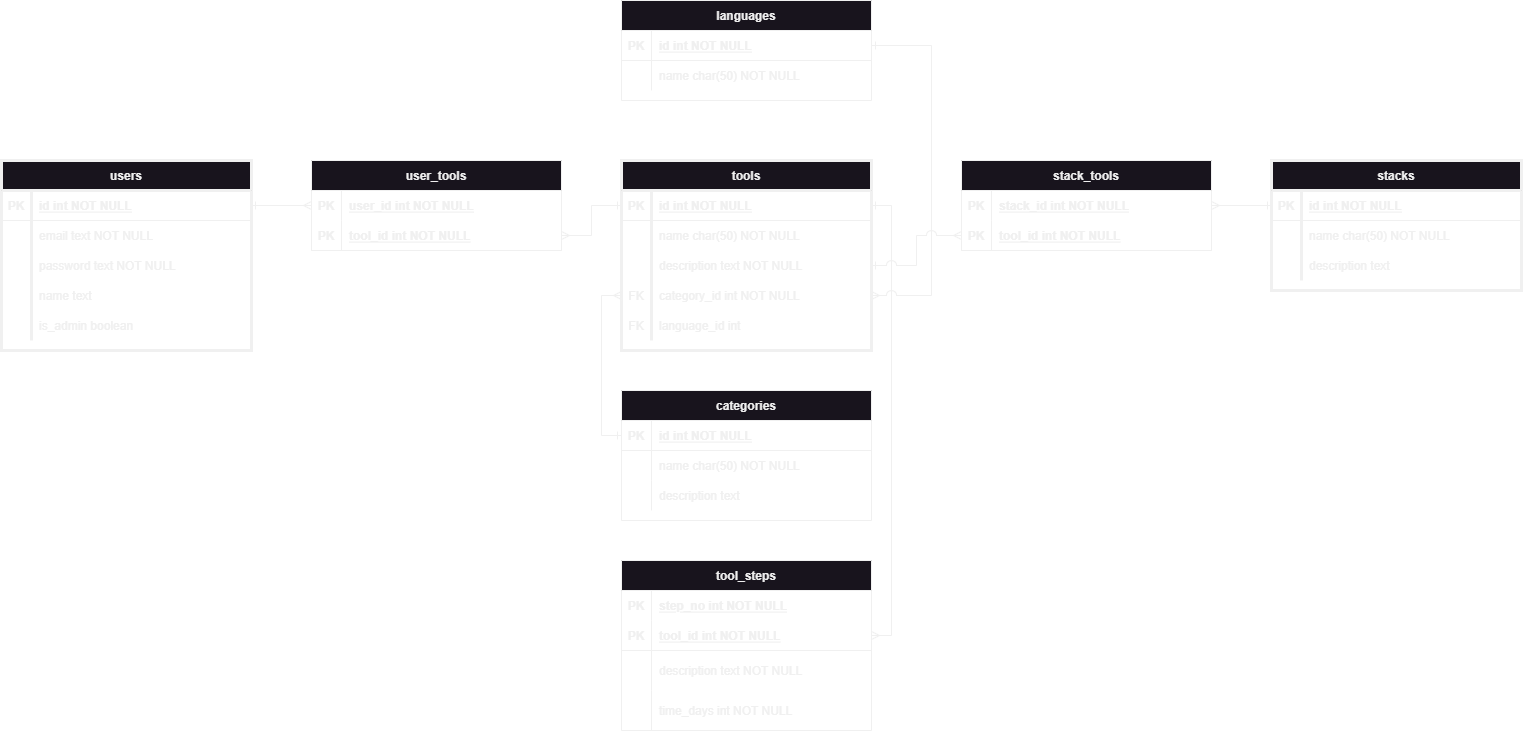 languages
PK id int NOT NULL
name char(50) NOT NULL
users
PK id int NOT NULL
email text NOT NULL
password text NOT NULL
name text
is_admin boolean
user_tools
PK user_id int NOT NULL
PK tool_id int NOT NULL
tools
PK id int NOT NULL
name char(50) NOT NULL
description text NOT NULL
FK category_id int NOT NULL
FK language_id int
stack_tools
PK stack_id int NOT NULL
PK tool_id int NOT NULL
stacks
PK id int NOT NULL
name char(50) NOT NULL
description text
categories
PK id int NOT NULL
name char(50) NOT NULL
description text
tool_steps
PK step_no int NOT NULL
PK tool_id int NOT NULL
description text NOT NULL
time_days int NOT NULL